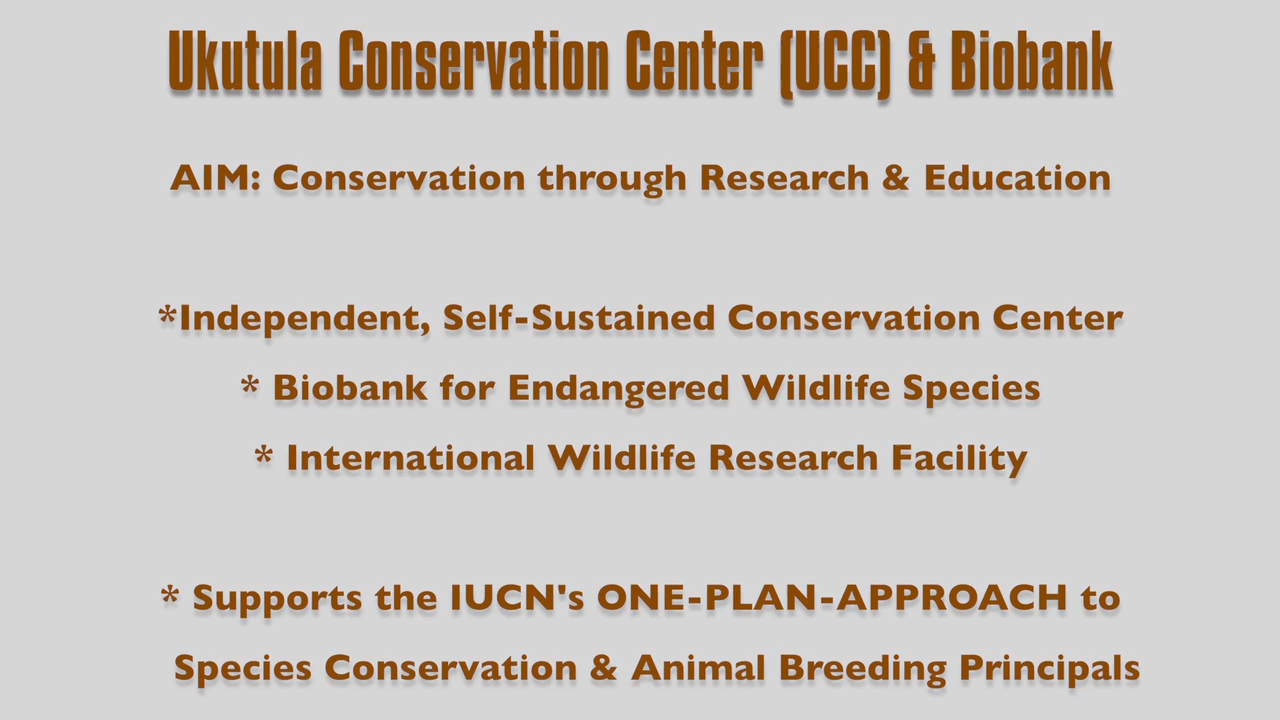 Ukutula Conservation Center (UCC) & Biobank
AIM: Conservation through Research & Education
*Independent, Self-Sustained Conservation Center
* Biobank for Endangered Wildlife Species
* International Wildlife Research Facility
* Supports the IUCN's ONE-PLAN-APPROACH to
Species Conservation & Animal Breeding Principals